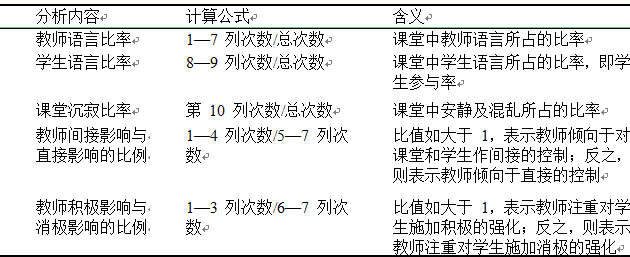 分析内容 计算公式 含义
教师语言比率 1—7 列次数/总次数 课堂中教师语言所占的比率
学生语言比率 8—9 列次数/总次数 课堂中学生语言所占的比率，即学
生参与率
课堂沉寂比率 第 10 列次数/总次数 课堂中安静及混乱所占的比率
教师间接影响与 1—4 列次数/5—7 列次 比值如大于 1，表示教师倾向于对
直接影响的比例 数 课堂和学生作间接的控制；反之，
则表示教师倾向于直接的控制
教师积极影响与 1—3 列次数/6—7 列次 比值如大于 1，表示教师注重对学
消极影响的比例 数 生施加积极的强化；反之，则表示
教师注重对学生施加消极的强化